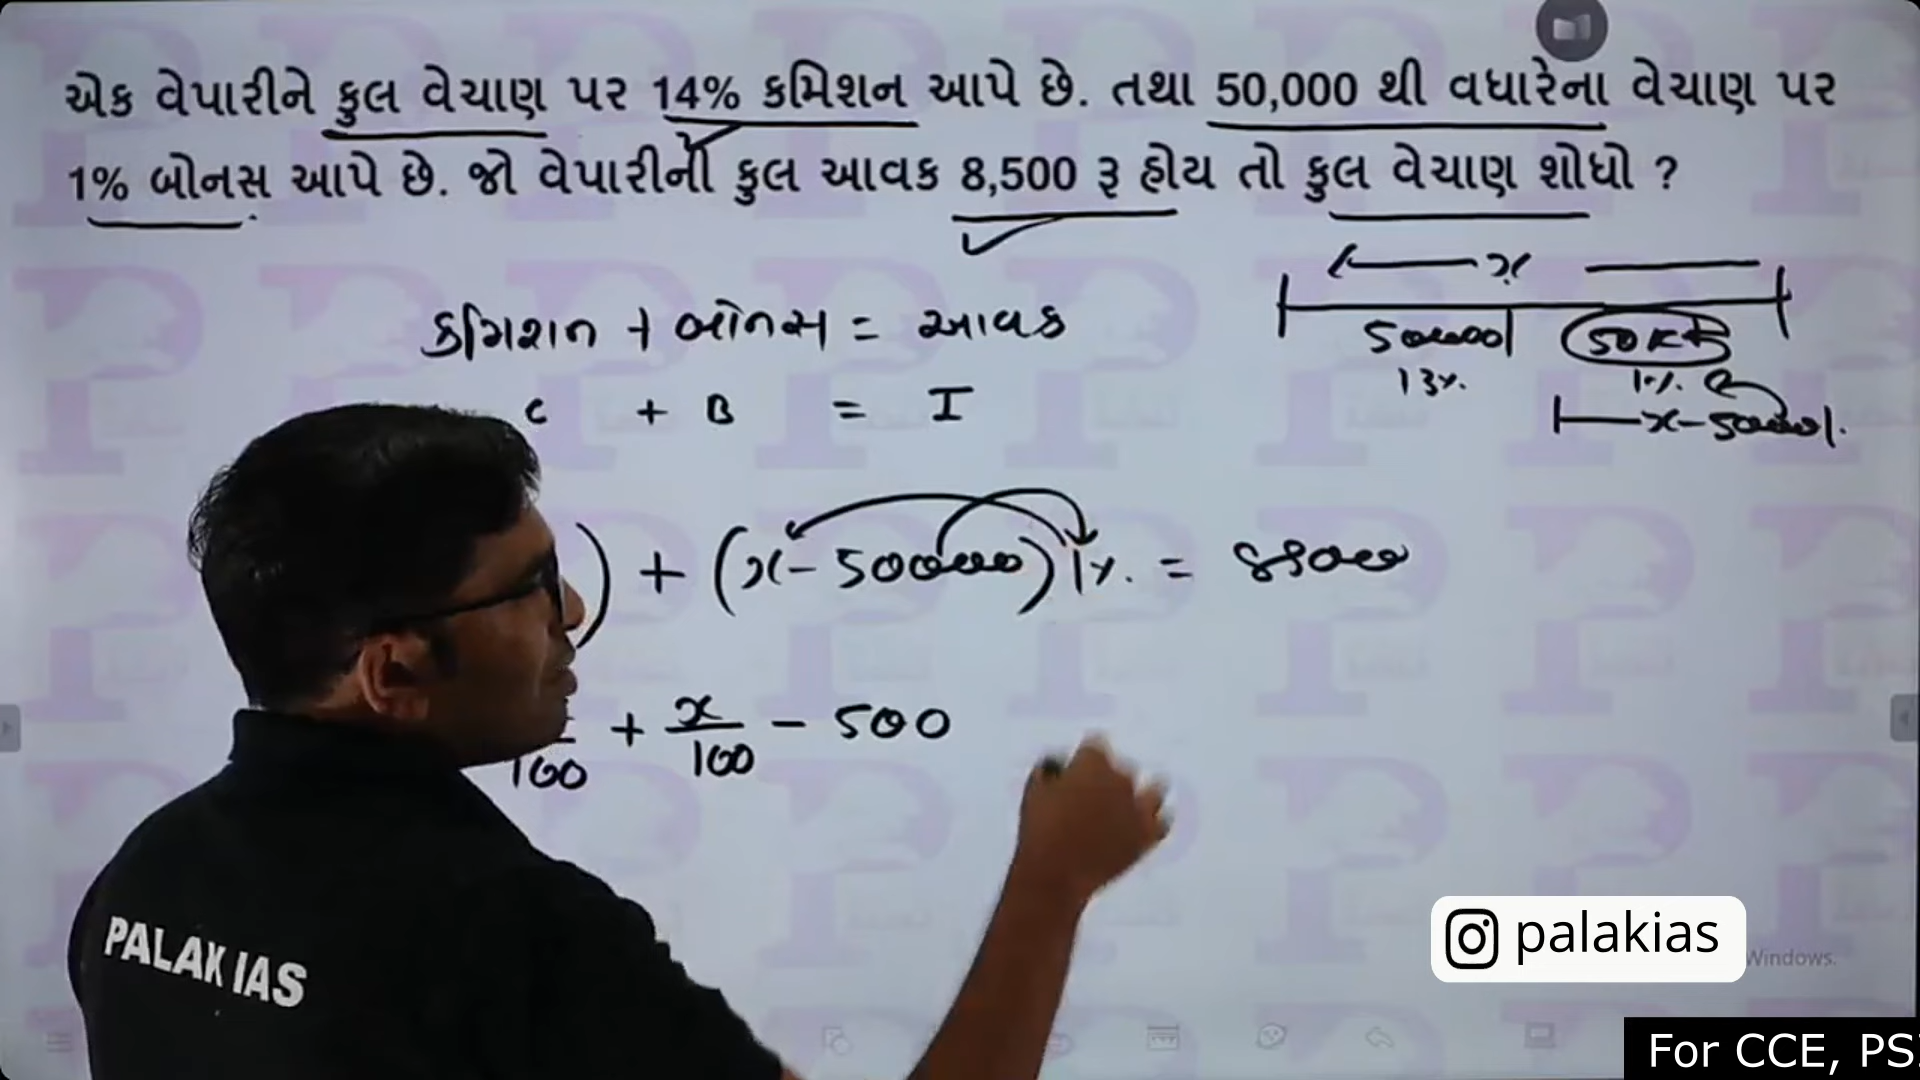 એક વેપારીને કુલ વેચાણ પર 14% કમિશન આપે છે. તથા 50,000 થી વધારેના વેચાણ પર
1% બોનસ આપે છે. જો વેપારીની કુલ આવક 8,500 રૂ હોય તો કુલ વેચાણ શોધો ?
x
કમિશન + બોનસ = આવક
50000 50K+
13% 1%
C + B = I
x-50000/.
) + (x - 50000) 1% = 8500
100 + x/100 - 500
PALAK IAS
palakias
Windows.
For CCE, PS